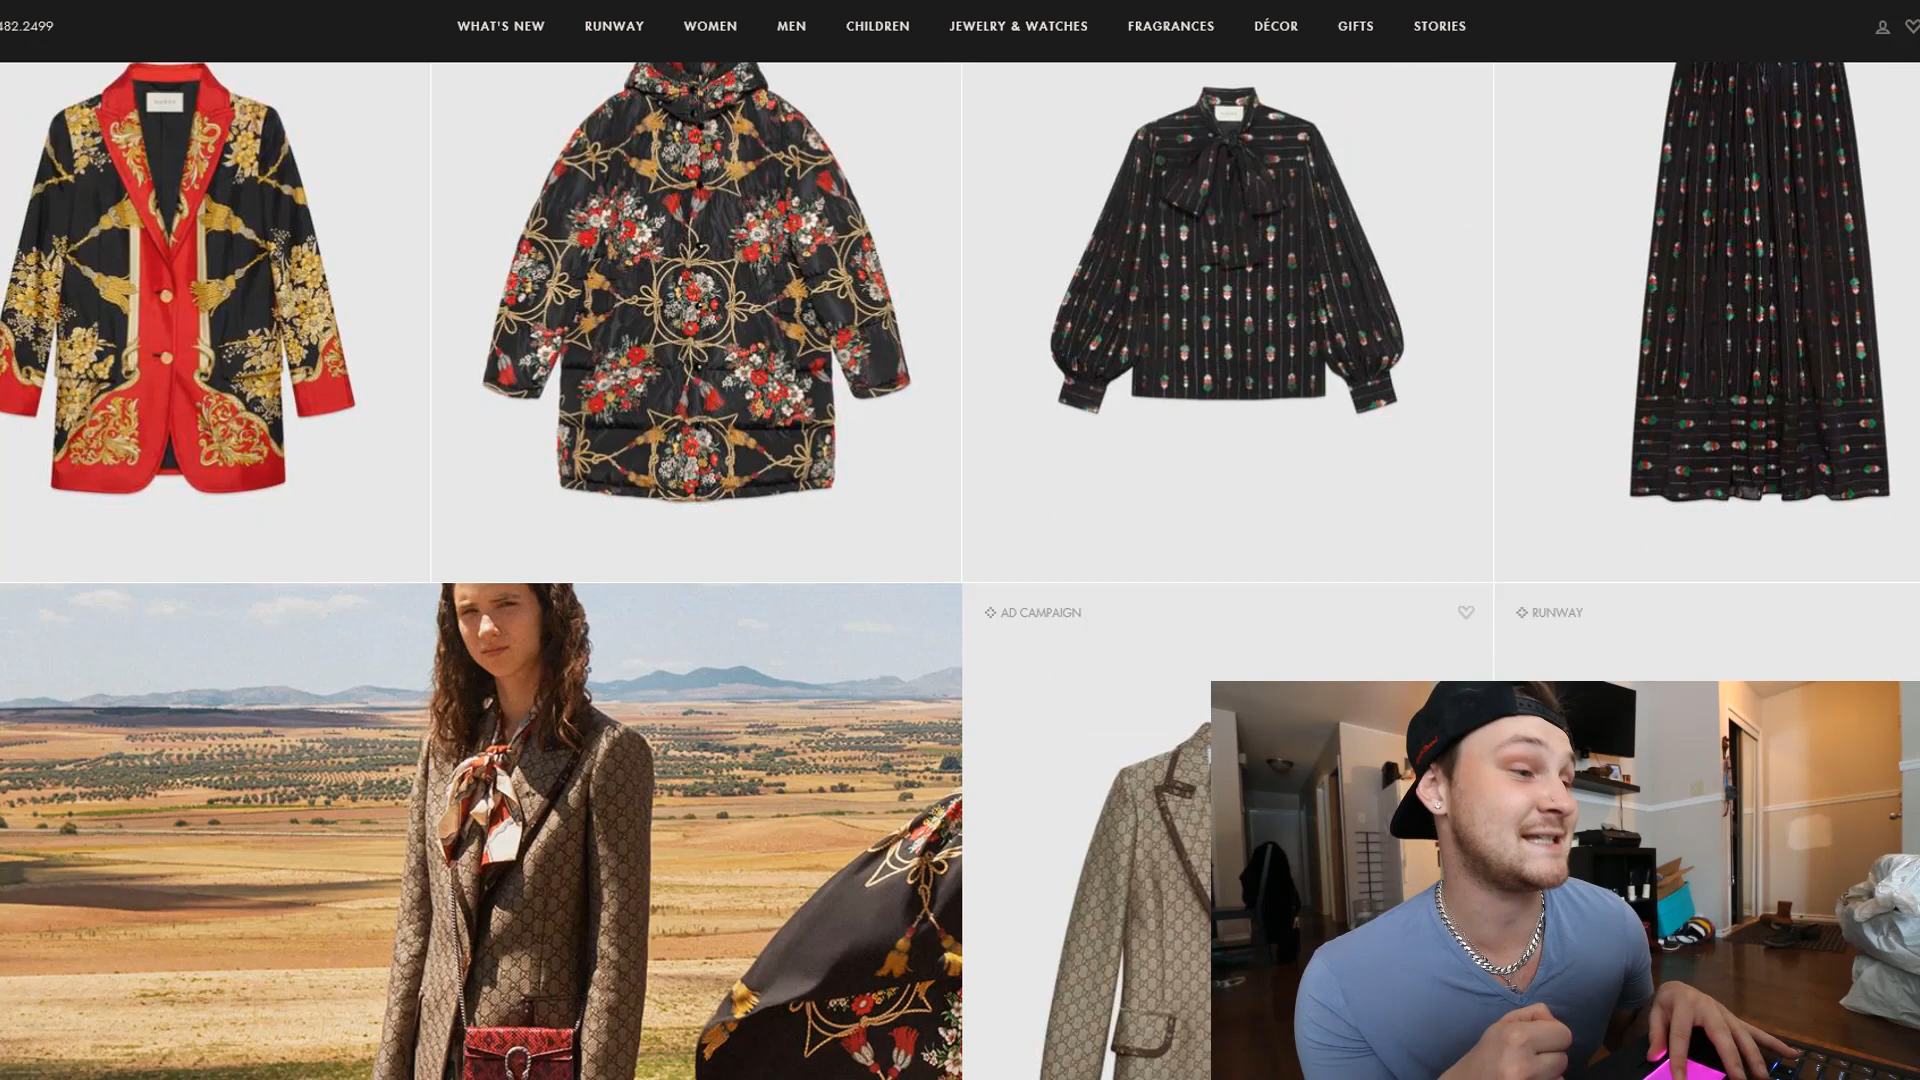 482.2499
WHAT'S NEW
RUNWAY
WOMEN
MEN
CHILDREN
JEWELRY & WATCHES
FRAGRANCES
DÉCOR
GIFTS
STORIES
AD CAMPAIGN
RUNWAY